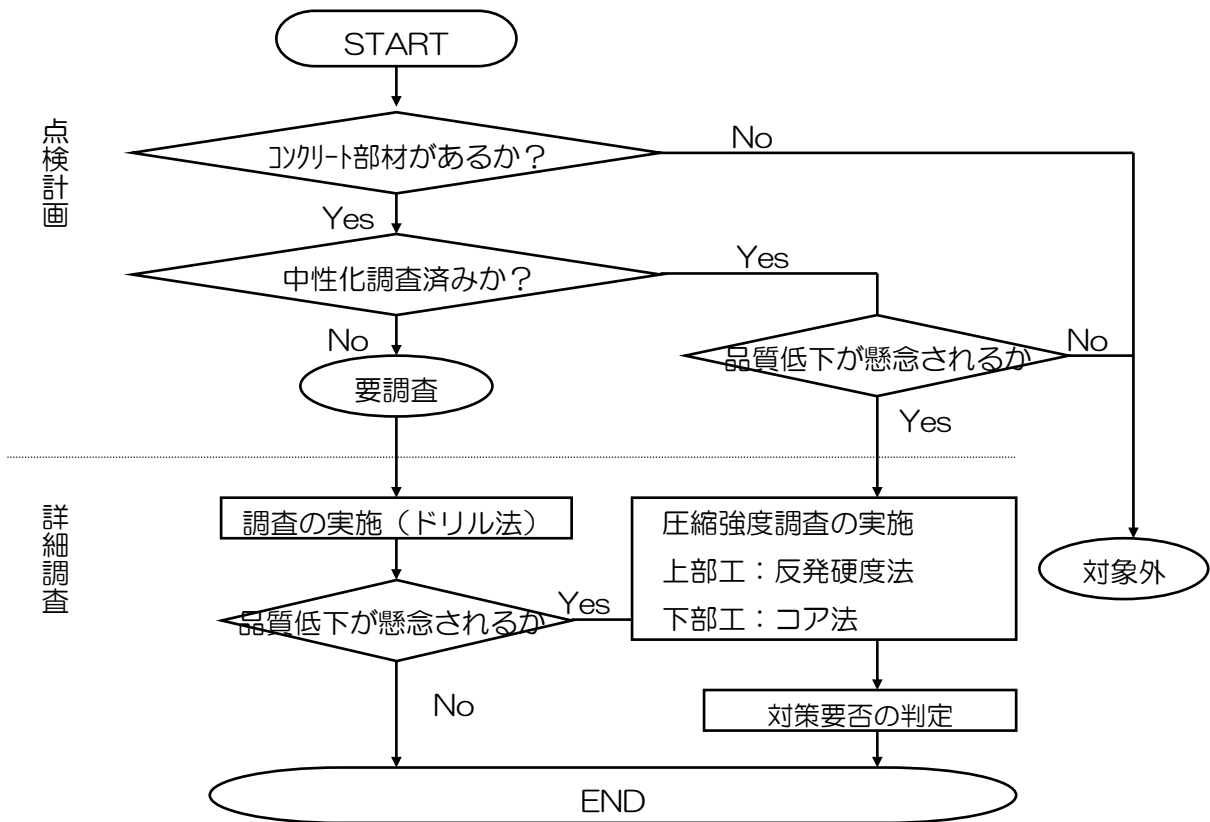 START
点検計画
コンクリート部材があるか？
No
Yes
中性化調査済みか？
Yes
No
品質低下が懸念されるか
No
要調査
Yes
詳細調査
調査の実施（ドリル法）
圧縮強度調査の実施
上部工：反発硬度法
下部工：コア法
対象外
品質低下が懸念されるか
Yes
No
対策要否の判定
END